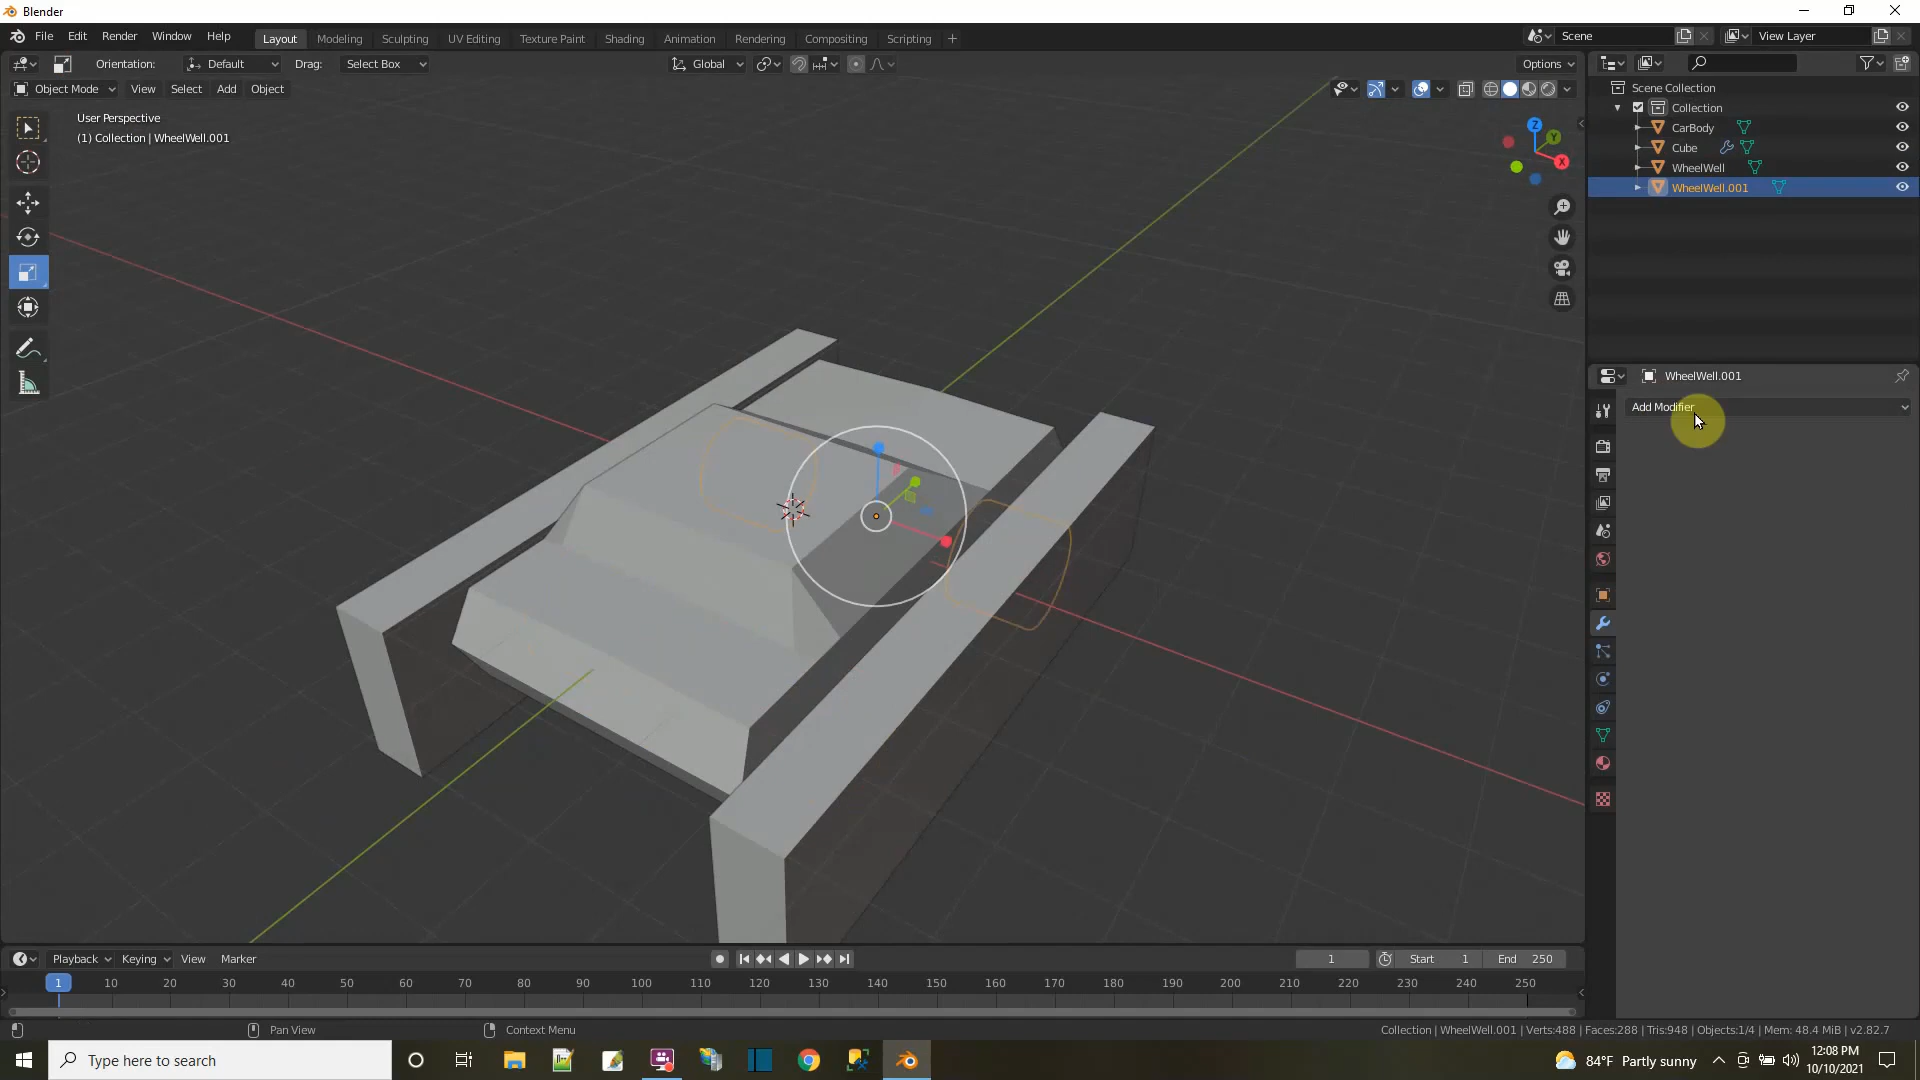 Blender
File Edit Render Window Help
Layout Modeling Sculpting UV Editing Texture Paint Shading Animation Rendering Compositing Scripting
Scene View Layer
Orientation: Default Drag: Select Box Global Options
Object Mode View Select Add Object
User Perspective
(1) Collection | WheelWell.001
Z
Y
X
Scene Collection
Collection
CarBody
Cube
WheelWell
WheelWell.001
WheelWell.001
Add Modifier
Playback Keying View Marker 1 Start 1 End 250
1 10 20 30 40 50 60 70 80 90 100 110 120 130 140 150 160 170 180 190 200 210 220 230 240 250
Pan View Context Menu Collection | WheelWell.001 | Verts:488 | Faces:288 | Tris:948 | Objects:1/4 | Mem: 48.4 MiB | v2.82.7
Type here to search 84°F Partly sunny 12:08 PM
10/10/2021